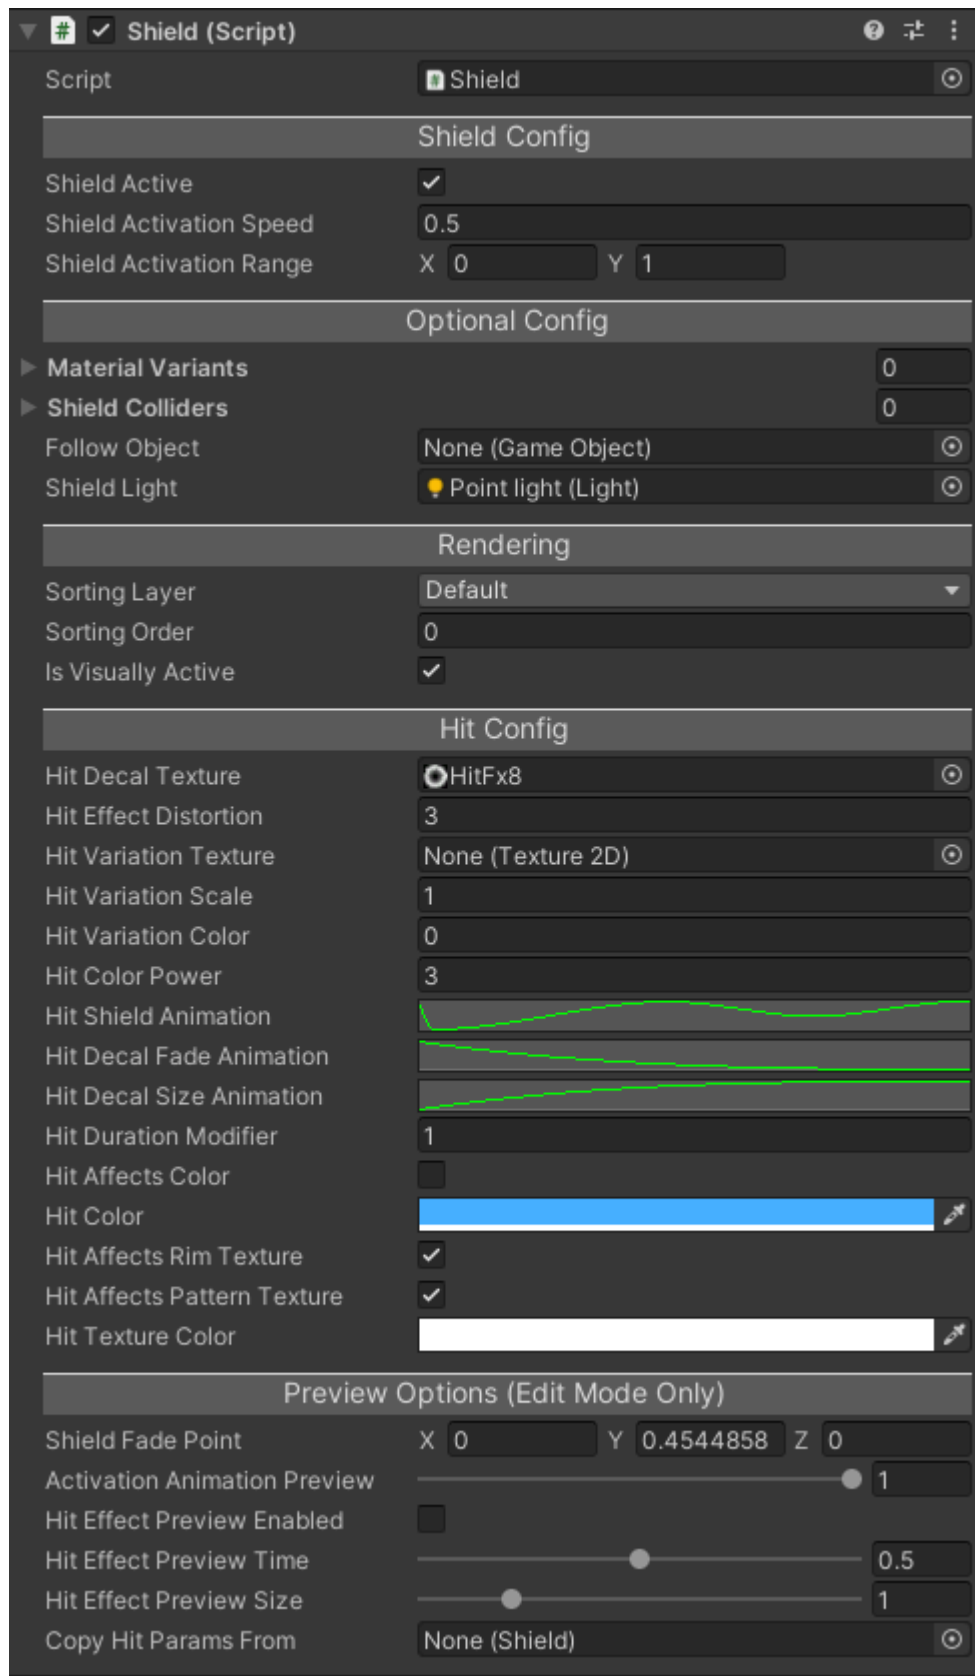 Shield (Script)
Script Shield
Shield Config
Shield Active
Shield Activation Speed 0.5
Shield Activation Range X 0 Y 1
Optional Config
Material Variants 0
Shield Colliders 0
Follow Object None (Game Object)
Shield Light Point light (Light)
Rendering
Sorting Layer Default
Sorting Order 0
Is Visually Active
Hit Config
Hit Decal Texture HitFx8
Hit Effect Distortion 3
Hit Variation Texture None (Texture 2D)
Hit Variation Scale 1
Hit Variation Color 0
Hit Color Power 3
Hit Shield Animation
Hit Decal Fade Animation
Hit Decal Size Animation
Hit Duration Modifier 1
Hit Affects Color
Hit Color
Hit Affects Rim Texture
Hit Affects Pattern Texture
Hit Texture Color
Preview Options (Edit Mode Only)
Shield Fade Point X 0 Y 0.4544858 Z 0
Activation Animation Preview 1
Hit Effect Preview Enabled
Hit Effect Preview Time 0.5
Hit Effect Preview Size 1
Copy Hit Params From None (Shield)